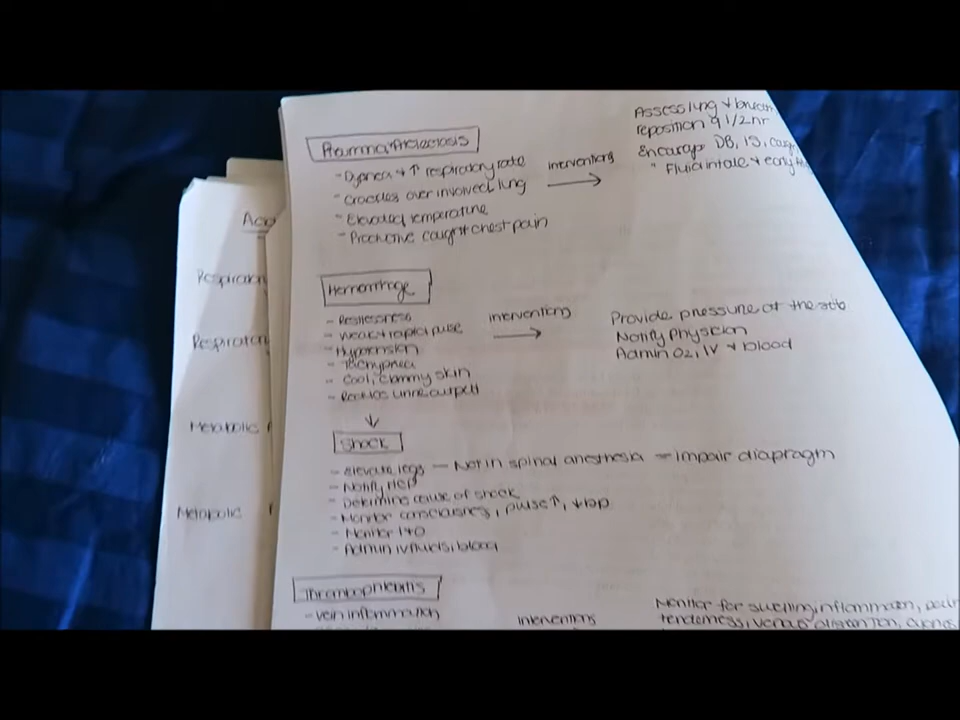 Pneumonia + Atelectasis
- Dypnea + ↑ respiratory rate
- Crackles over involved lung
- Elevated temperature
- Productive caugh + chest pain
interventions
Assess lung + breath
reposition q 1/2 hr
Encourage DB, IS,
" Fluid intake + early
Hemorrhage
- Restlessness
- Weak + rapid pulse
- Hypotension
- Tachypnea
- Cool, clammy skin
- Reduces urine output
interventions
Provide pressure at the site
Notify Physician
Admin O2, IV + blood
Shock
- elevate legs – Not in spinal anesthesia – impair diaphragm
- Notify HCP
- Determine cause of shock
- Monitor consciousness, pulse ↑, ↓ bp
- Monitor I+O
- Admin IV fluids, blood
Thrombophlebitis
- vein inflammation
interventions
Monitor for swelling, inflammation,
tenderness, venous
Respiratory
Respiratory
Metabolic
Metabolic